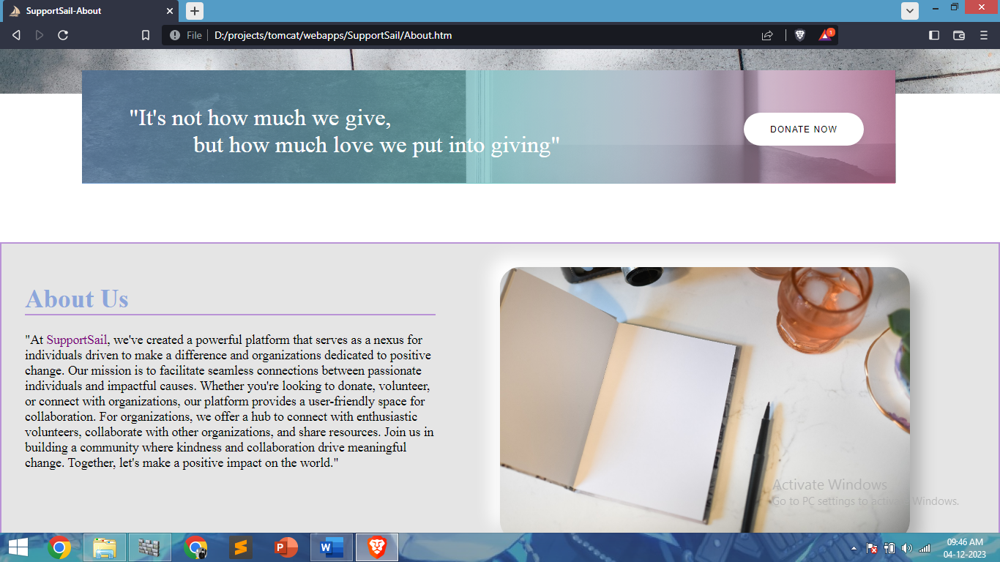 SupportSail-About
File
D:/projects/tomcat/webapps/SupportSail/About.htm
1
"It's not how much we give,
but how much love we put into giving"
DONATE NOW
About Us
"At SupportSail, we've created a powerful platform that serves as a nexus for
individuals driven to make a difference and organizations dedicated to positive
change. Our mission is to facilitate seamless connections between passionate
individuals and impactful causes. Whether you're looking to donate, volunteer,
or connect with organizations, our platform provides a user-friendly space for
collaboration. For organizations, we offer a hub to connect with enthusiastic
volunteers, collaborate with other organizations, and share resources. Join us in
building a community where kindness and collaboration drive meaningful
change. Together, let's make a positive impact on the world."
Activate Windows
Go to PC settings to activate Windows.
09:46 AM
04-12-2023